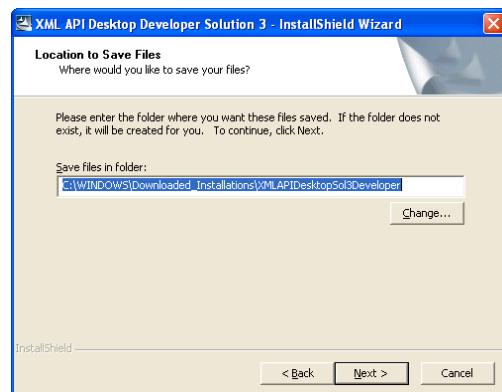 XML API Desktop Developer Solution 3 - InstallShield Wizard
Location to Save Files
Where would you like to save your files?
Please enter the folder where you want these files saved. If the folder does not
exist, it will be created for you. To continue, click Next.
Save files in folder:
C:\WINDOWS\Downloaded_Installations\XMLAPIDesktopSol3Developer
Change...
InstallShield
< Back Next > Cancel